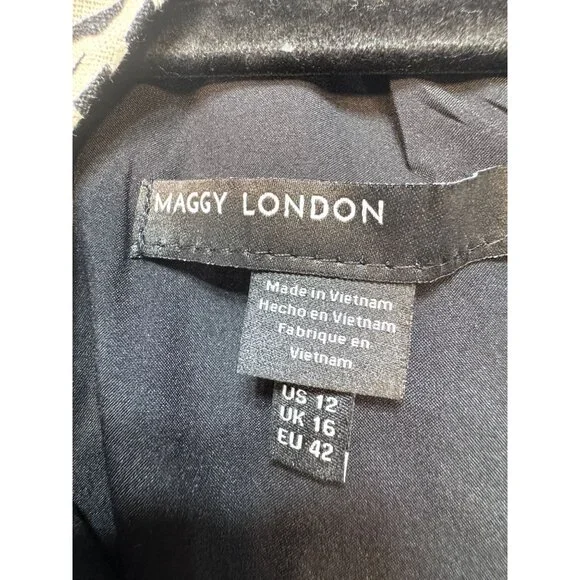 MAGGY LONDON
Made in Vietnam
Hecho en Vietnam
Fabrique en
Vietnam
US 12
UK 16
EU 42